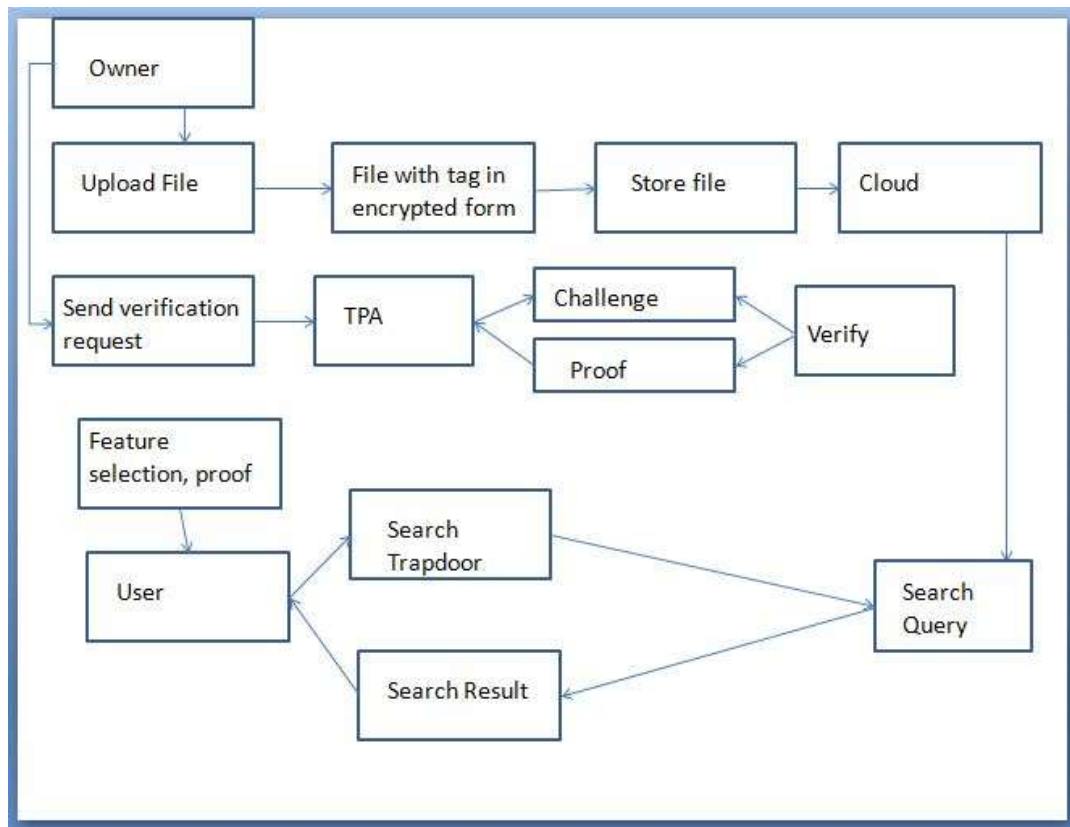 Owner
Upload File
File with tag in
encrypted form
Store file
Cloud
Send verification
request
TPA
Challenge
Proof
Verify
Feature
selection, proof
User
Search
Trapdoor
Search
Query
Search Result